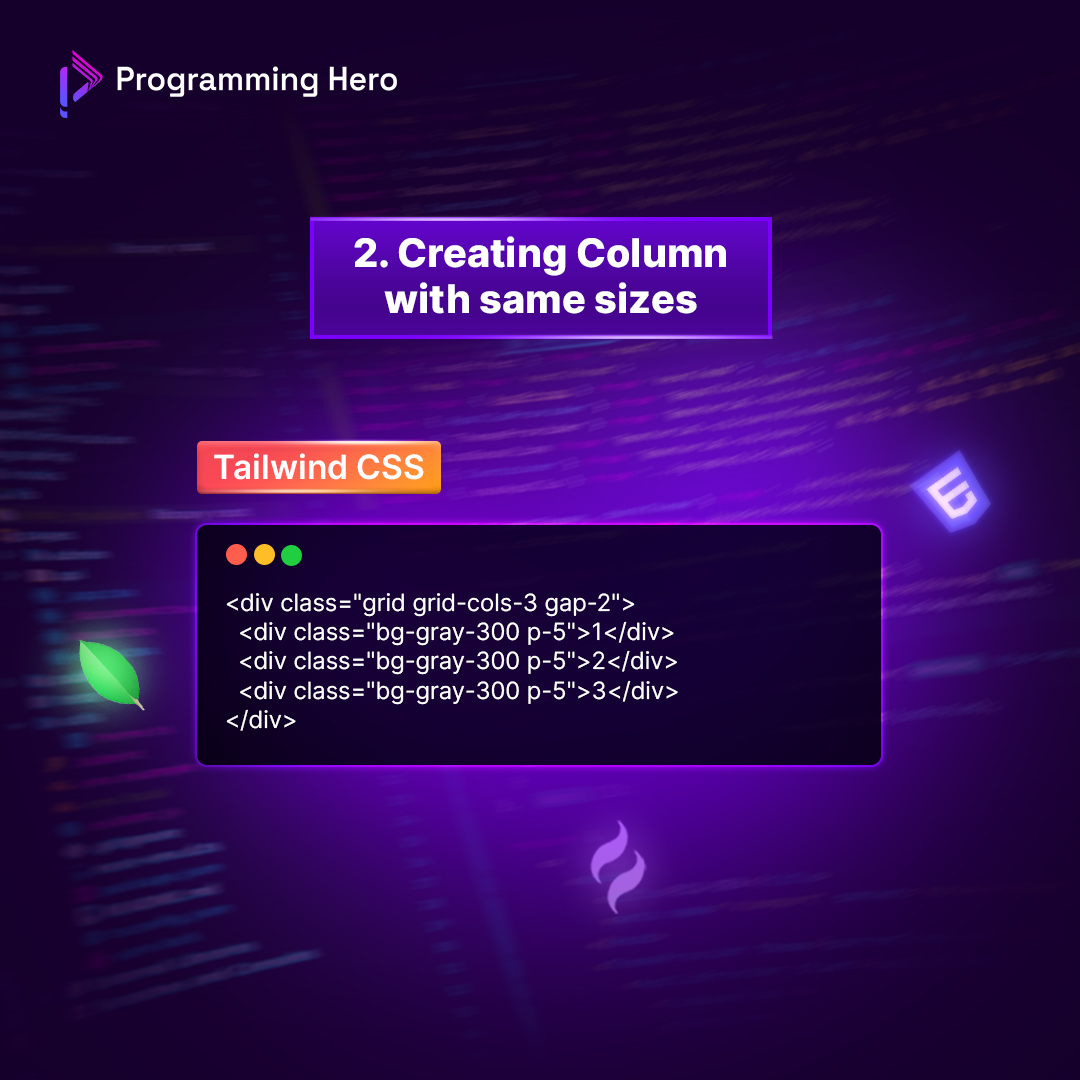 Programming Hero
2. Creating Column
with same sizes
Tailwind CSS
<div class="grid grid-cols-3 gap-2">
  <div class="bg-gray-300 p-5">1</div>
  <div class="bg-gray-300 p-5">2</div>
  <div class="bg-gray-300 p-5">3</div>
</div>